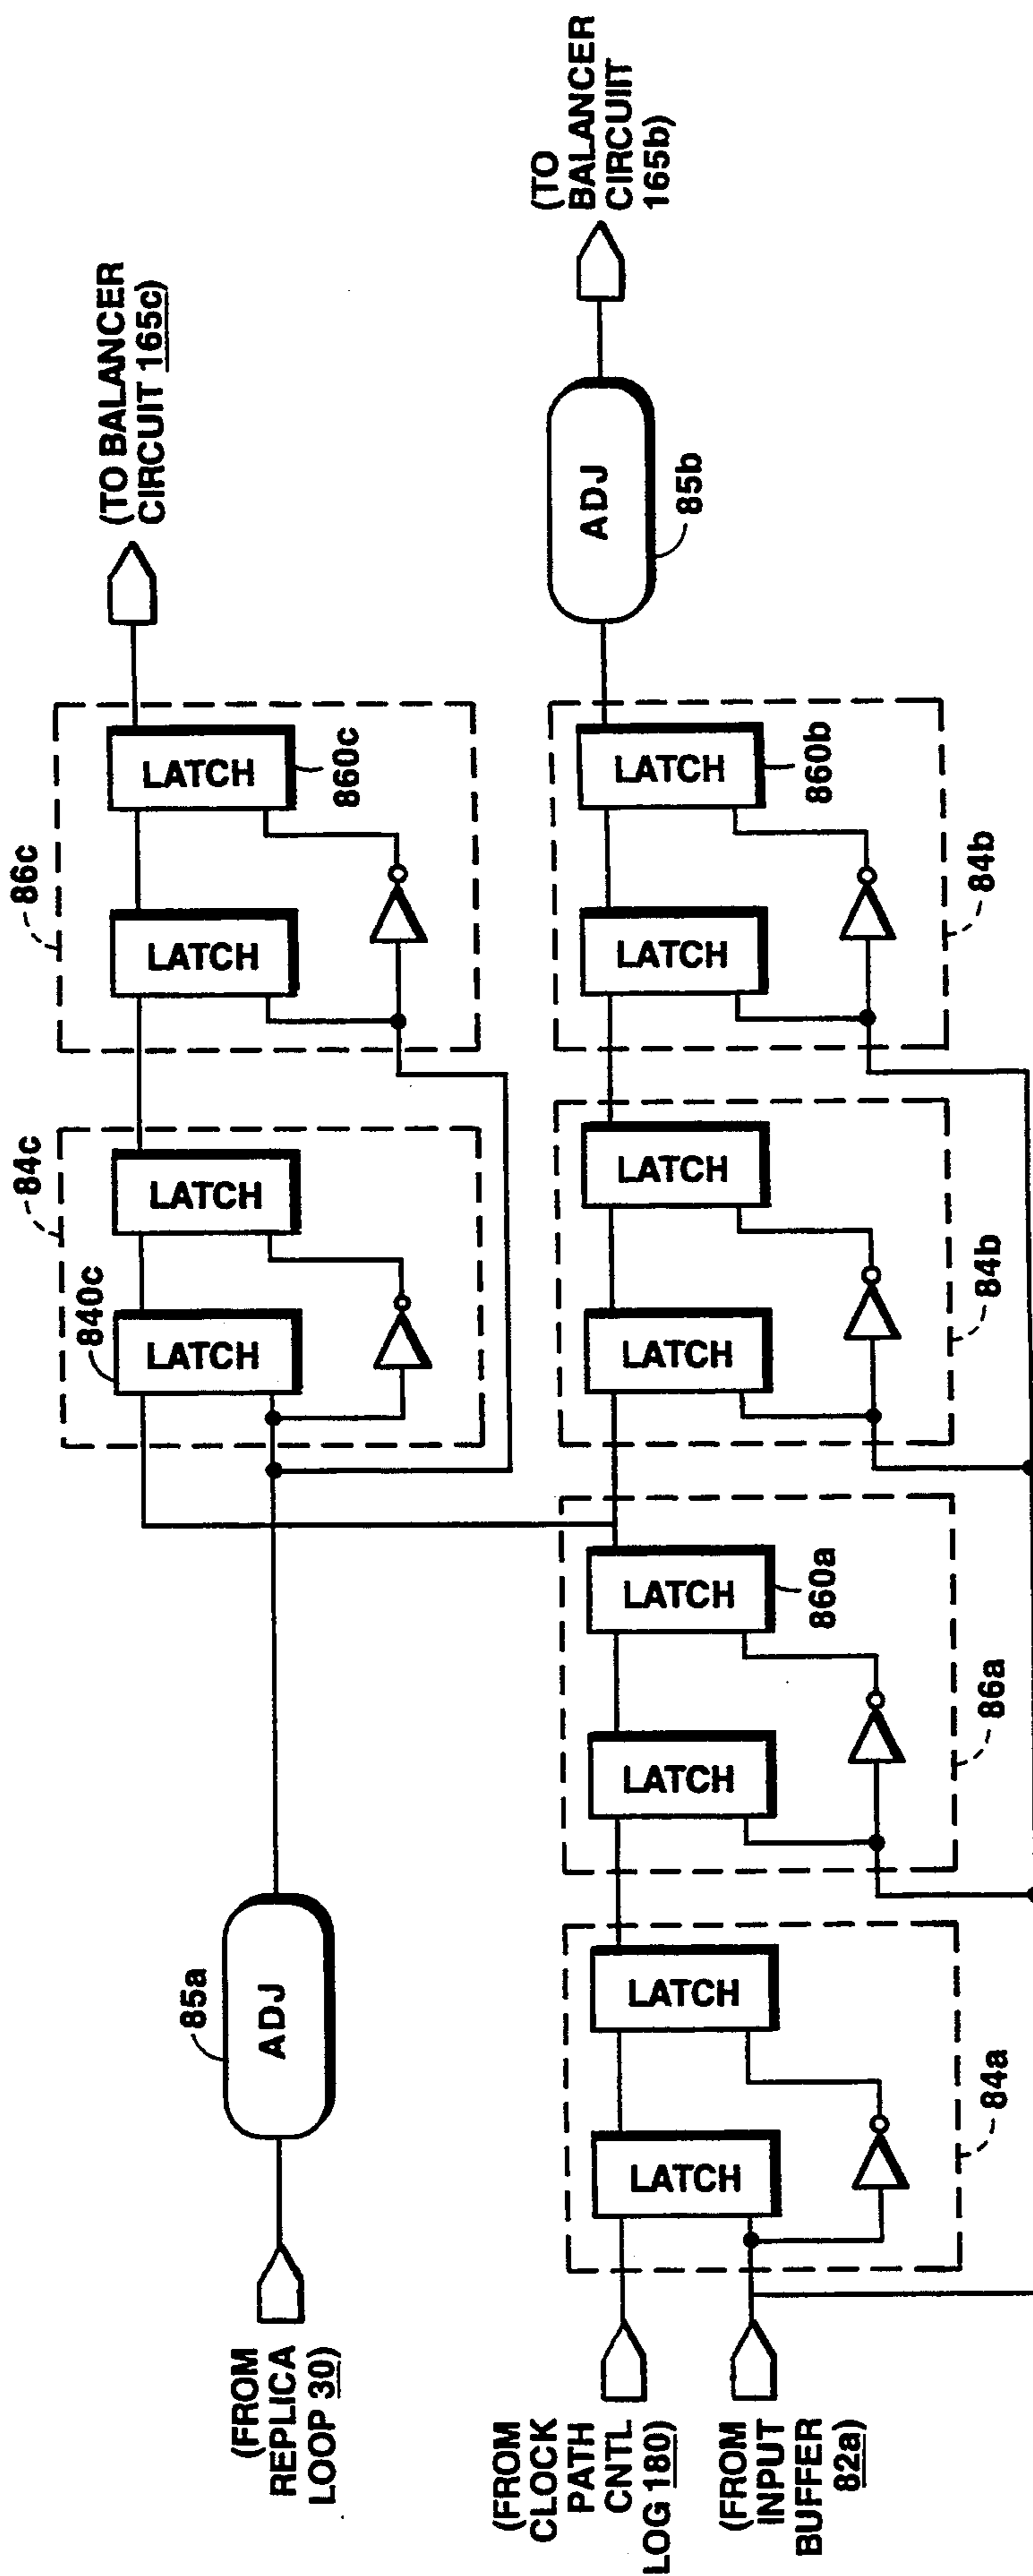 (TO BALANCER
CIRCUIT 165c)
(TO
BALANCER
CIRCUIIT
165b)
86c
LATCH
LATCH
860c
84c
840c
LATCH
LATCH
85a
ADJ
(FROM
REPLICA
LOOP 30)
ADJ
85b
LATCH
LATCH
860b
84b
LATCH
LATCH
84b
LATCH
LATCH
860a
86a
LATCH
LATCH
84a
(FROM
CLOCK
PATH
CNTL
LOG 180)
(FROM
INPUT
BUFFER
82a)